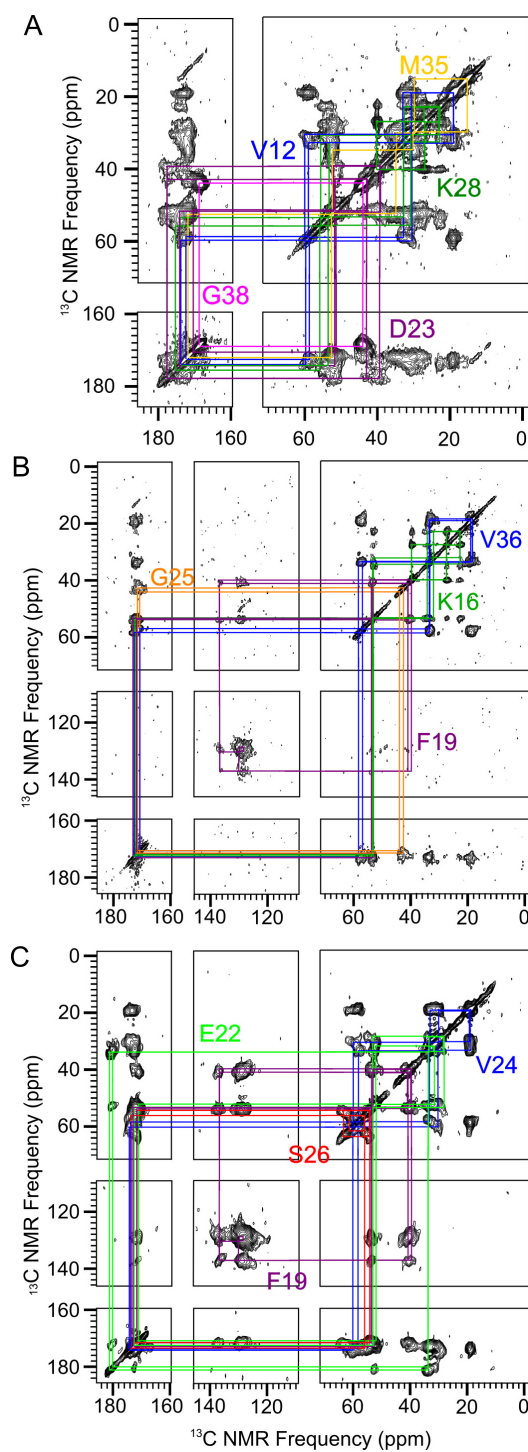 A
0
20
40
60
160
180
13C NMR Frequency (ppm)
M35
V12
K28
G38
D23
180 160 60 40 20 0
B
0
20
40
60
120
140
160
180
13C NMR Frequency (ppm)
V36
G25
K16
F19
180 160 140 120 60 40 20 0
C
0
20
40
60
120
140
160
180
13C NMR Frequency (ppm)
E22
V24
S26
F19
180 160 140 120 60 40 20 0
13C NMR Frequency (ppm)